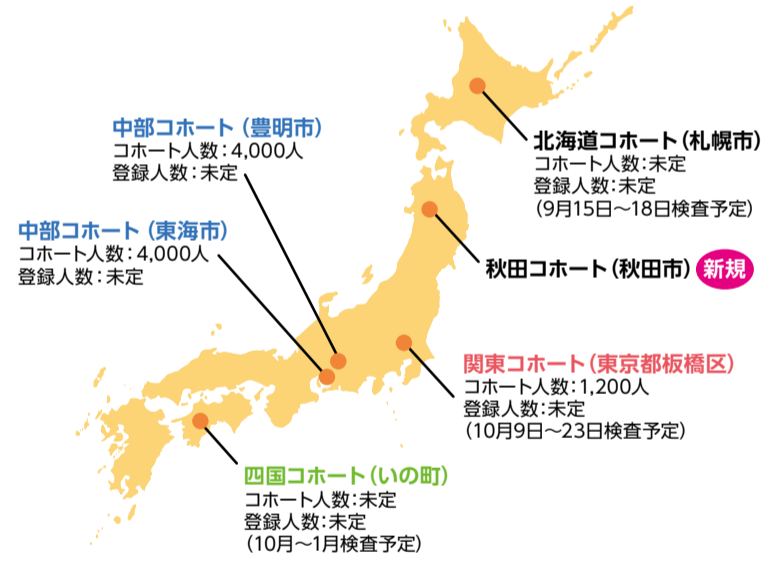 中部コホート（豊明市）
コホート人数：4,000人
登録人数：未定
中部コホート（東海市）
コホート人数：4,000人
登録人数：未定
北海道コホート（札幌市）
コホート人数：未定
登録人数：未定
（9月15日～18日検査予定）
秋田コホート（秋田市） 新規
関東コホート（東京都板橋区）
コホート人数：1,200人
登録人数：未定
（10月9日～23日検査予定）
四国コホート（いの町）
コホート人数：未定
登録人数：未定
（10月～1月検査予定）